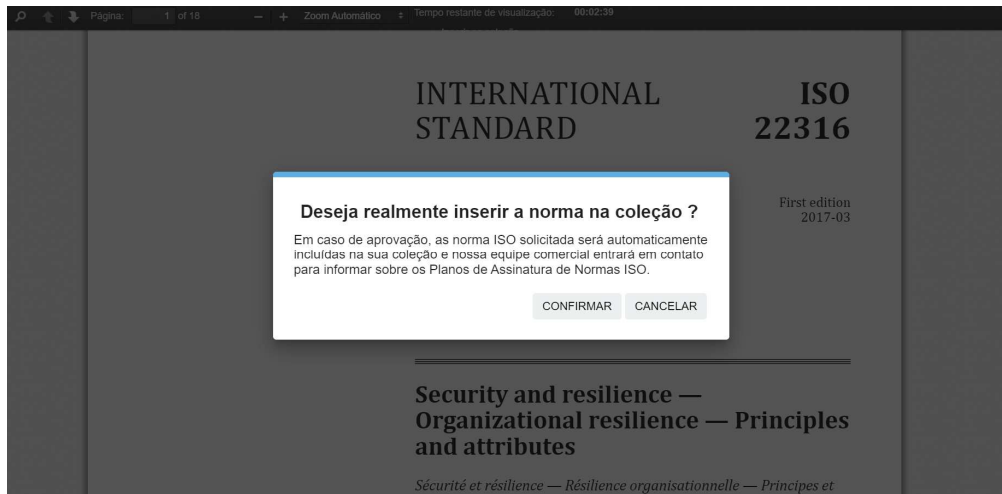 Página: 1 of 18 Zoom Automático Tempo restante de visualização: 00:02:39
INTERNATIONAL
STANDARD
ISO
22316
First edition
2017-03
Deseja realmente inserir a norma na coleção ?
Em caso de aprovação, as norma ISO solicitada será automaticamente
incluídas na sua coleção e nossa equipe comercial entrará em contato
para informar sobre os Planos de Assinatura de Normas ISO.
CONFIRMAR CANCELAR
Security and resilience —
Organizational resilience — Principles
and attributes
Sécurité et résilience — Résilience organisationnelle — Principes et